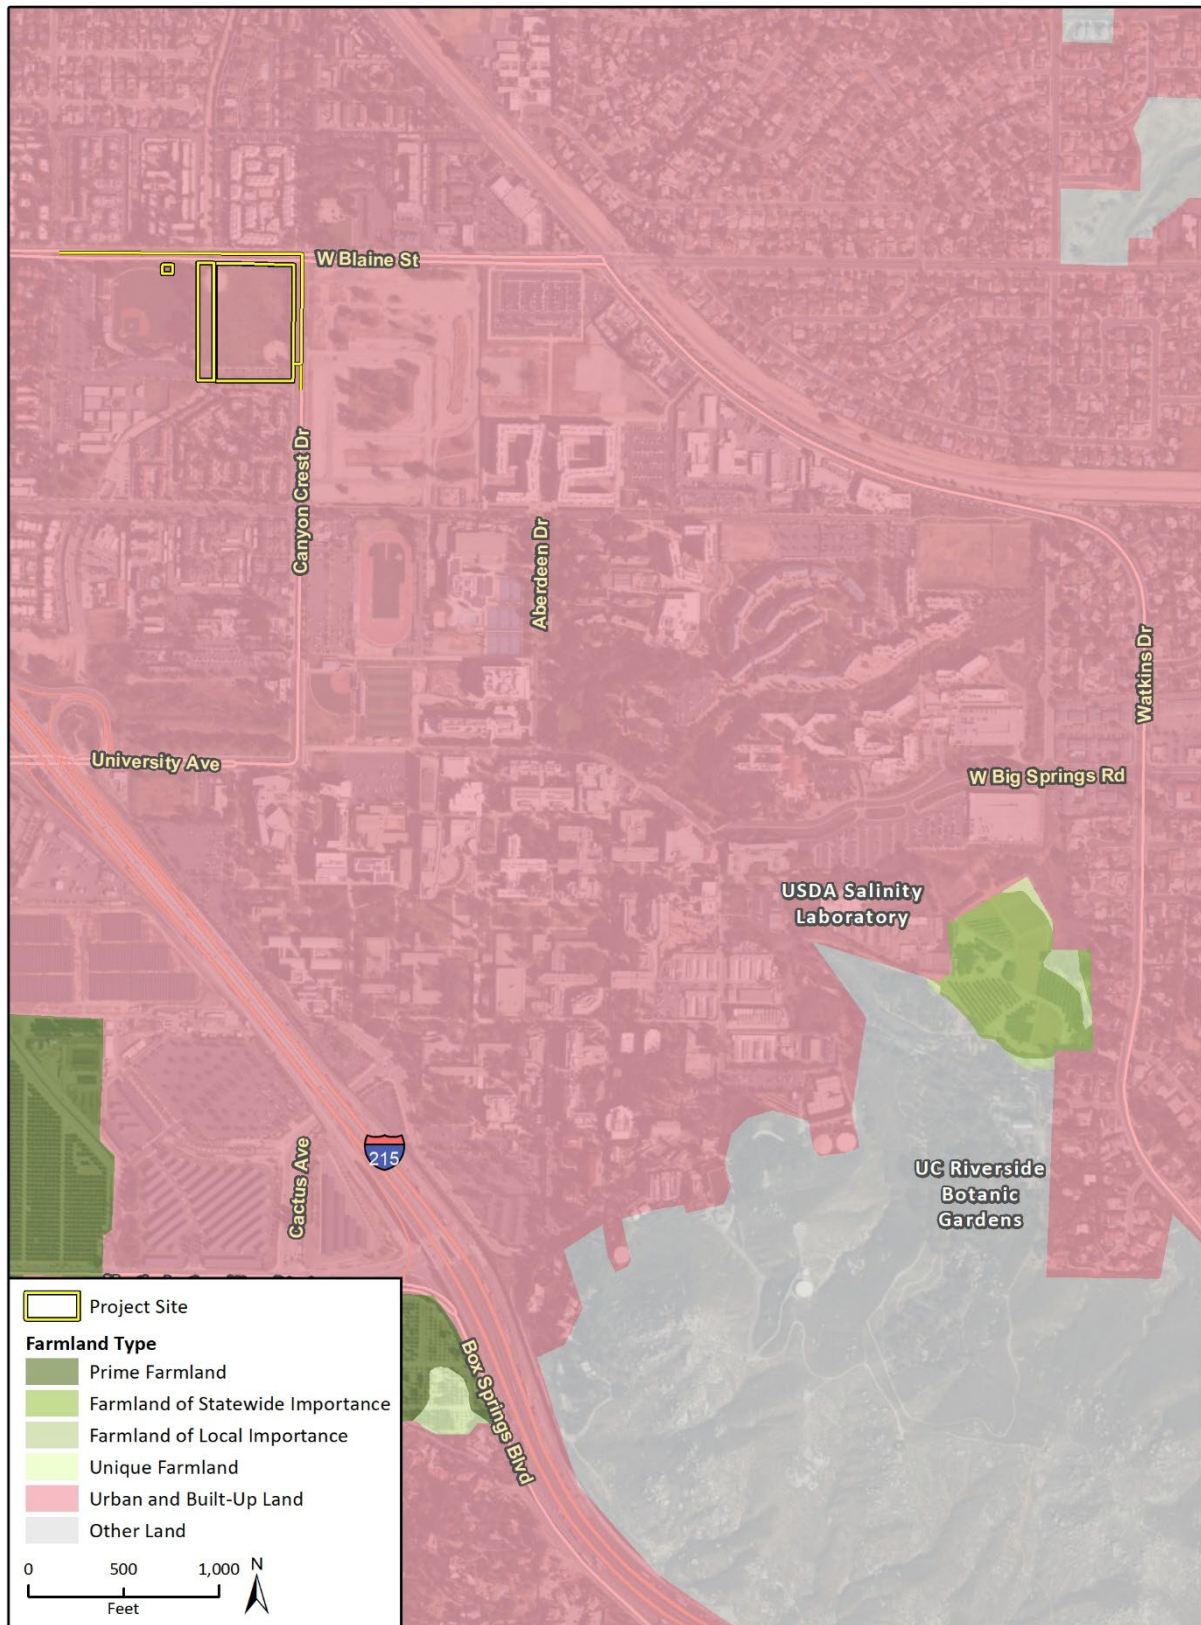 W Blaine St
Canyon Crest Dr
Aberdeen Dr
Watkins Dr
University Ave
W Big Springs Rd
USDA Salinity
Laboratory
215
Cactus Ave
UC Riverside
Botanic
Gardens
Box Springs Blvd
Project Site
Farmland Type
Prime Farmland
Farmland of Statewide Importance
Farmland of Local Importance
Unique Farmland
Urban and Built-Up Land
Other Land
0 500 1,000
Feet
N